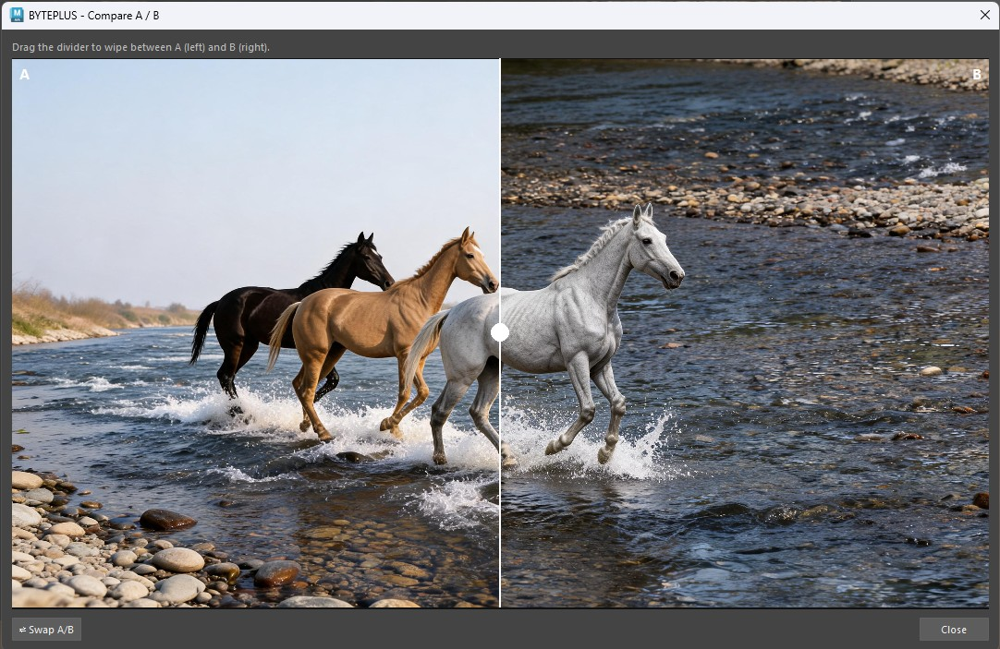 BYTEPLUS - Compare A / B
Drag the divider to wipe between A (left) and B (right).
A
B
⇌ Swap A/B
Close